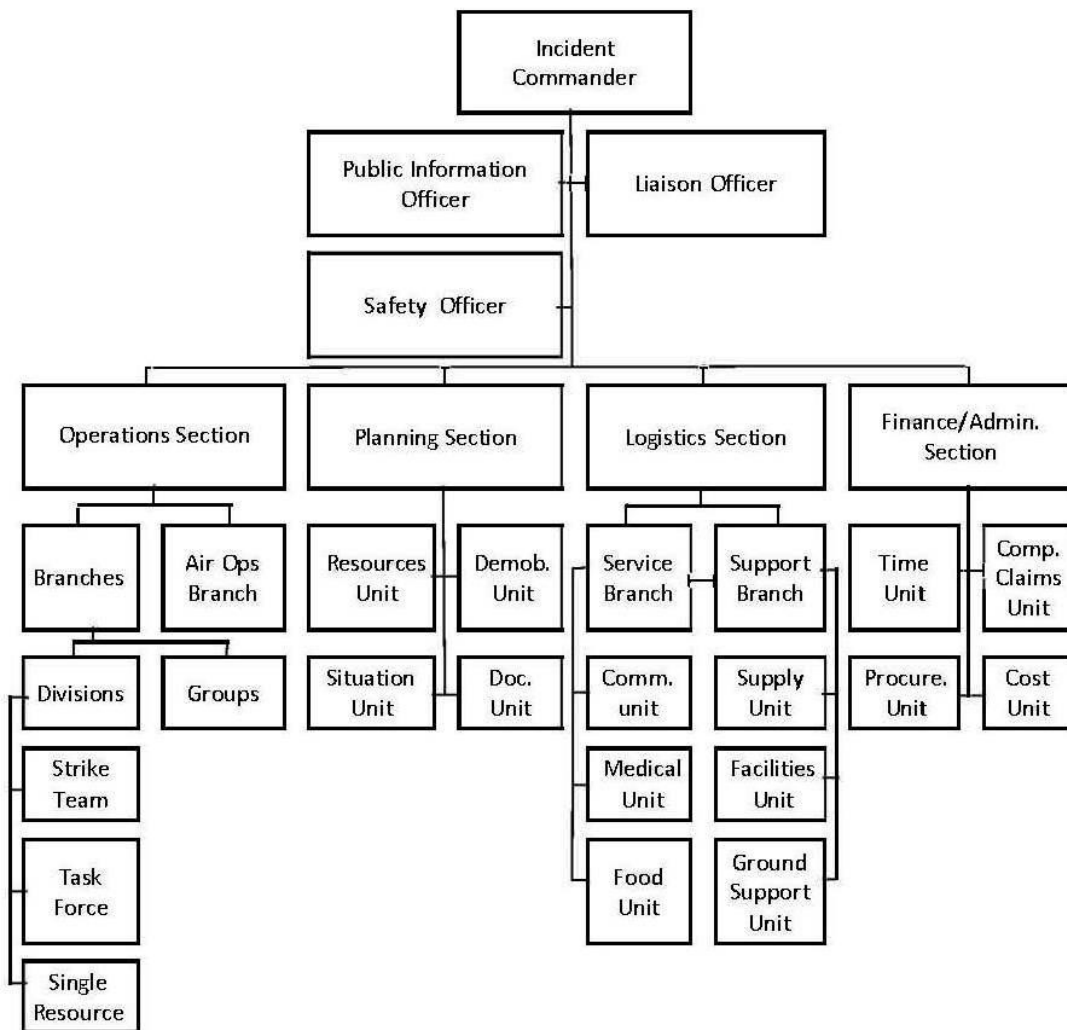 Incident
Commander
Public Information
Officer
Liaison Officer
Safety Officer
Operations Section
Planning Section
Logistics Section
Finance/Admin.
Section
Branches
Air Ops
Branch
Resources
Unit
Demob.
Unit
Service
Branch
Support
Branch
Time
Unit
Comp.
Claims
Unit
Divisions
Groups
Situation
Unit
Doc.
Unit
Comm.
unit
Supply
Unit
Procure.
Unit
Cost
Unit
Strike
Team
Medical
Unit
Facilities
Unit
Task
Force
Food
Unit
Ground
Support
Unit
Single
Resource